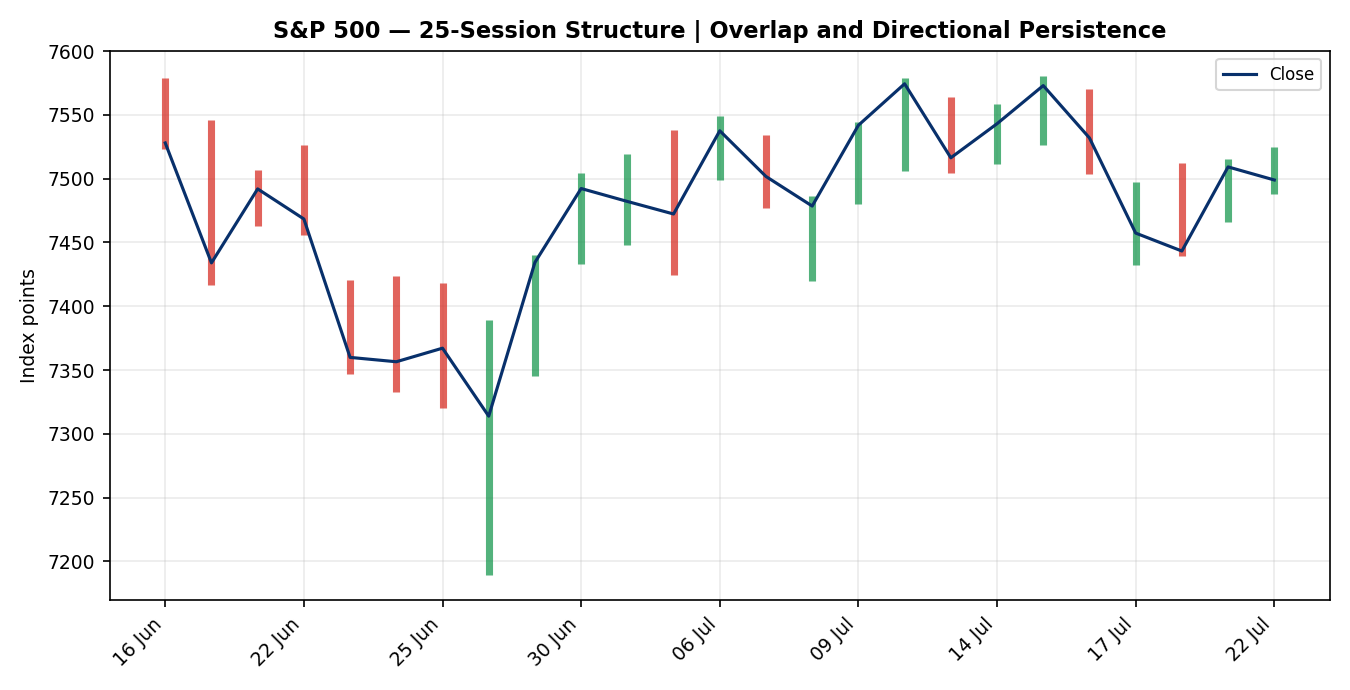 S&P 500 — 25-Session Structure | Overlap and Directional Persistence
7600
7550
7500
7450
7400
7350
7300
7250
7200
Index points
Close
16 Jun
22 Jun
25 Jun
30 Jun
06 Jul
09 Jul
14 Jul
17 Jul
22 Jul